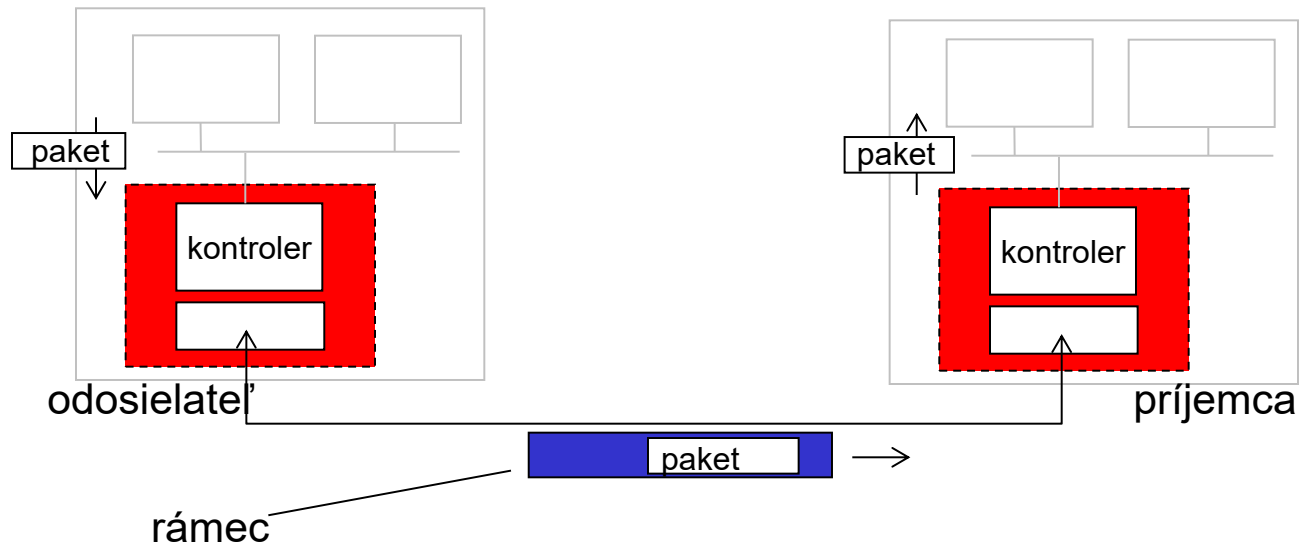 paket
paket
kontroler
kontroler
odosielateľ
príjemca
paket
rámec